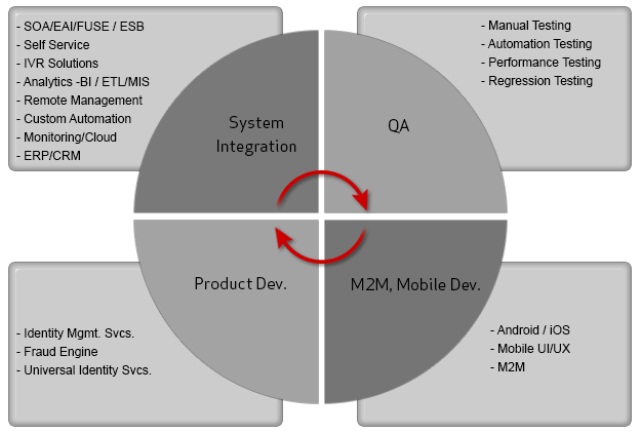 - SOA/EAI/FUSE / ESB
- Self Service
- IVR Solutions
- Analytics -BI / ETL/MIS
- Remote Management
- Custom Automation
- Monitoring/Cloud
- ERP/CRM
System
Integration
- Manual Testing
- Automation Testing
- Performance Testing
- Regression Testing
QA
Product Dev.
- Identity Mgmt. Svcs.
- Fraud Engine
- Universal Identity Svcs.
M2M, Mobile Dev.
- Android / iOS
- Mobile UI/UX
- M2M